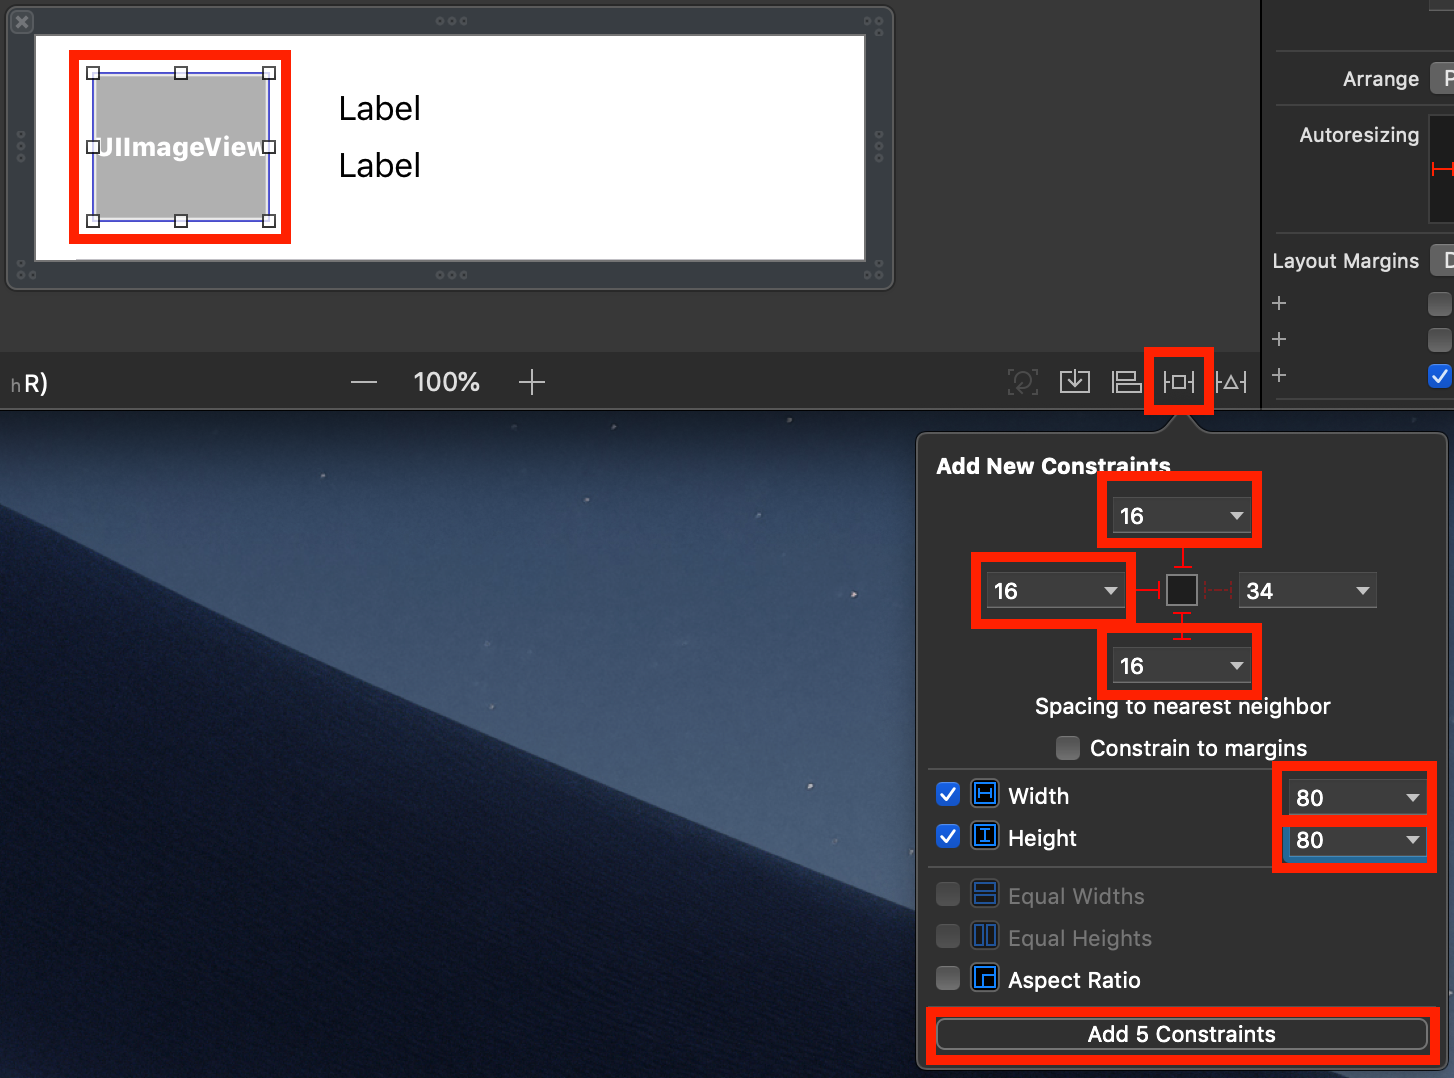 UIImageView
Label
Label
Arrange P
Autoresizing
Layout Margins D
hR)
100%
Add New Constraints
16
16
34
16
Spacing to nearest neighbor
Constrain to margins
Width 80
Height 80
Equal Widths
Equal Heights
Aspect Ratio
Add 5 Constraints